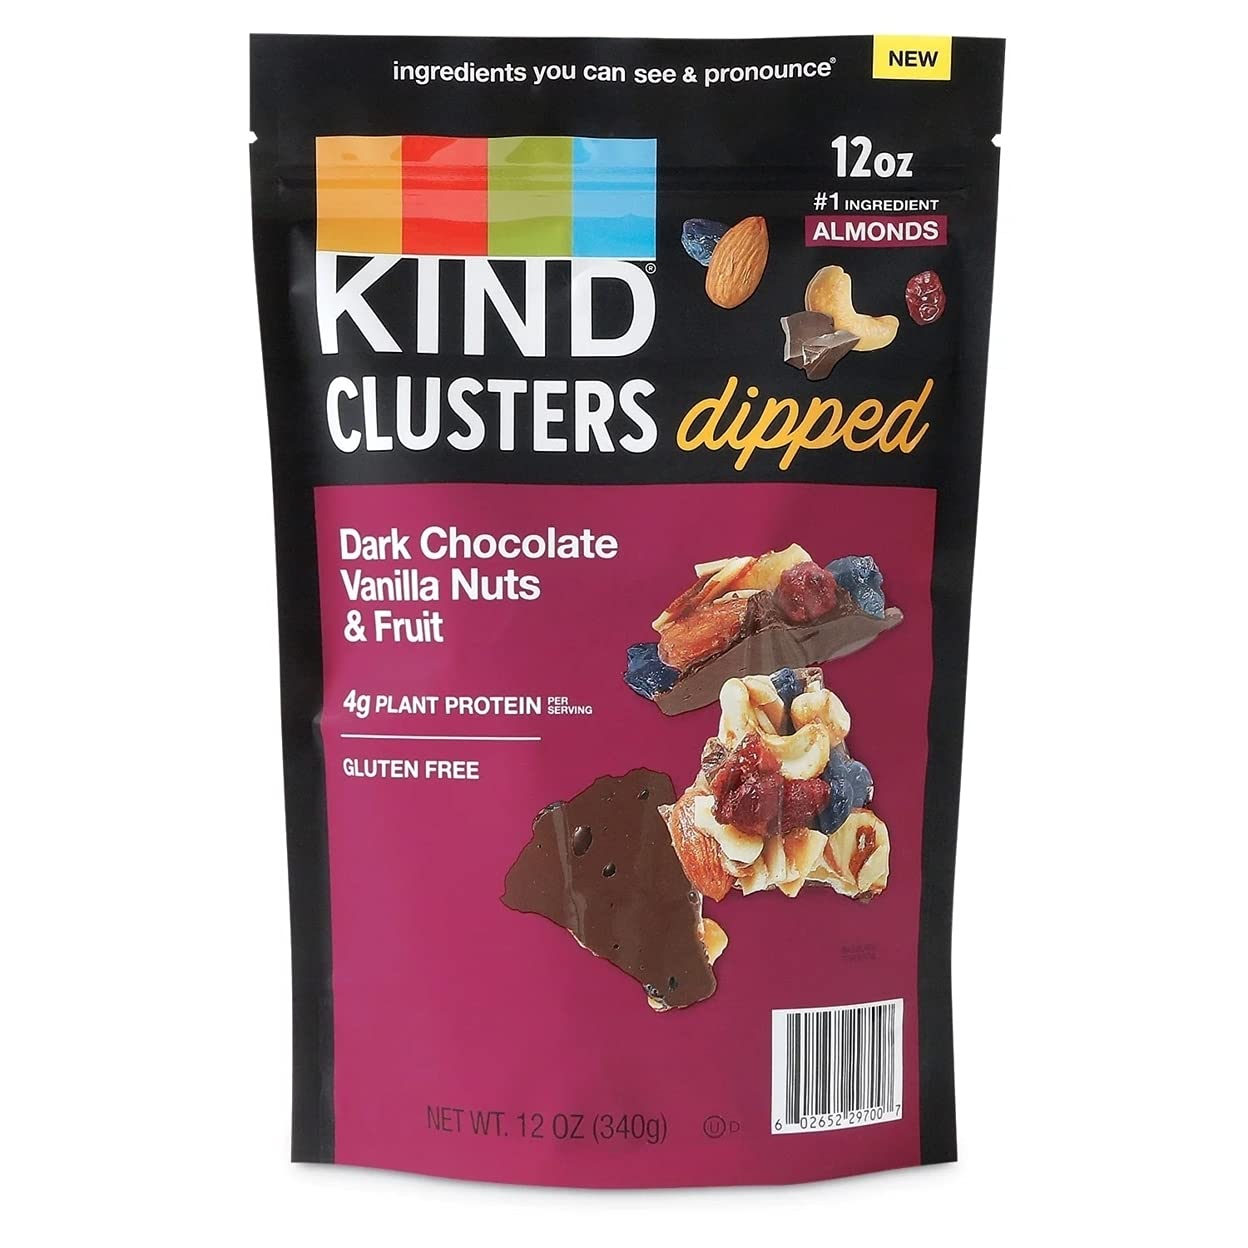 ingredients you can see & pronounce®
NEW
12oz
#1 INGREDIENT
ALMONDS
KIND®
CLUSTERS dipped
Dark Chocolate
Vanilla Nuts
& Fruit
4g PLANT PROTEIN PER SERVING
GLUTEN FREE
NET WT. 12 OZ (340g)
U D
6 02652 29700 7